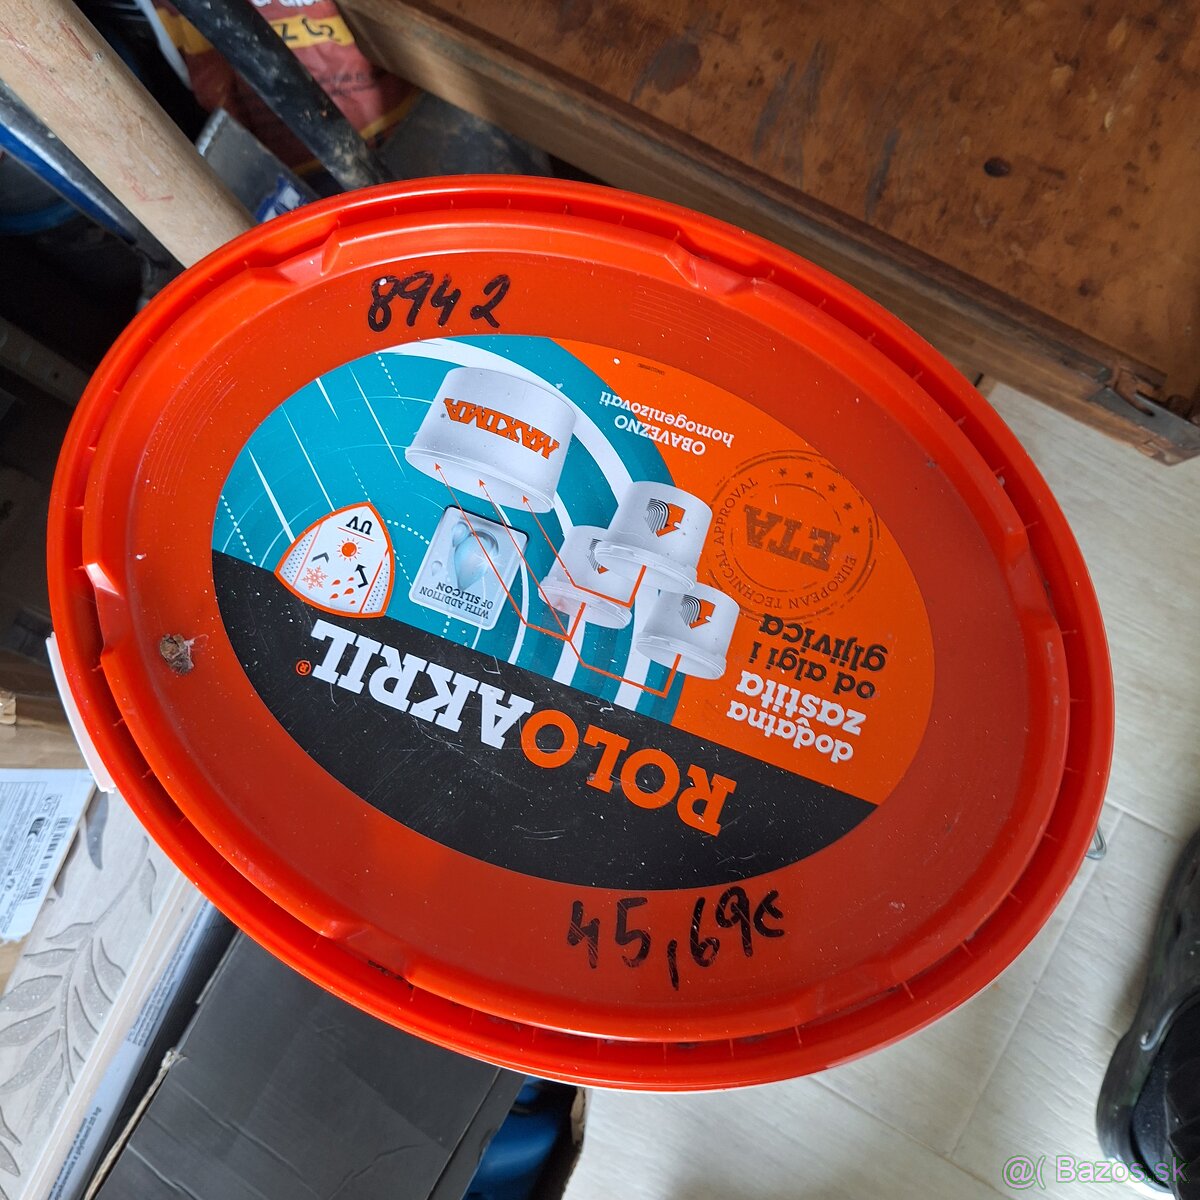 8942
MAXIMA®
OBAVEZNO
homogenizovati
ETA
EUROPEAN TECHNICAL APPROVAL
UV
WITH ADDITION
OF SILICON
dodatna
zaštita
od algi i
gljivica
ROLOAKRIL®
45,69€
@( Bazos.sk